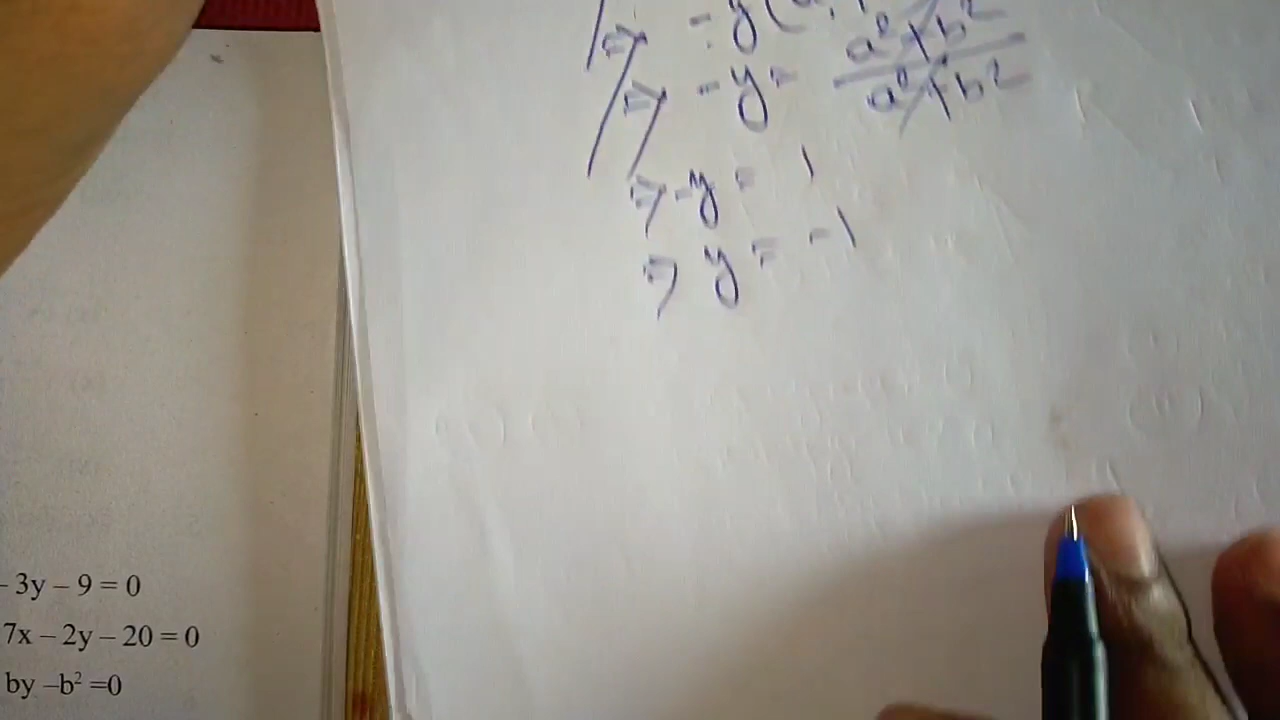 ⇒ -y(
⇒ -y = a²+b² / a²+b²
⇒ -y = 1
⇒ y = -1
- 3y – 9 = 0
7x – 2y – 20 = 0
by –b² =0